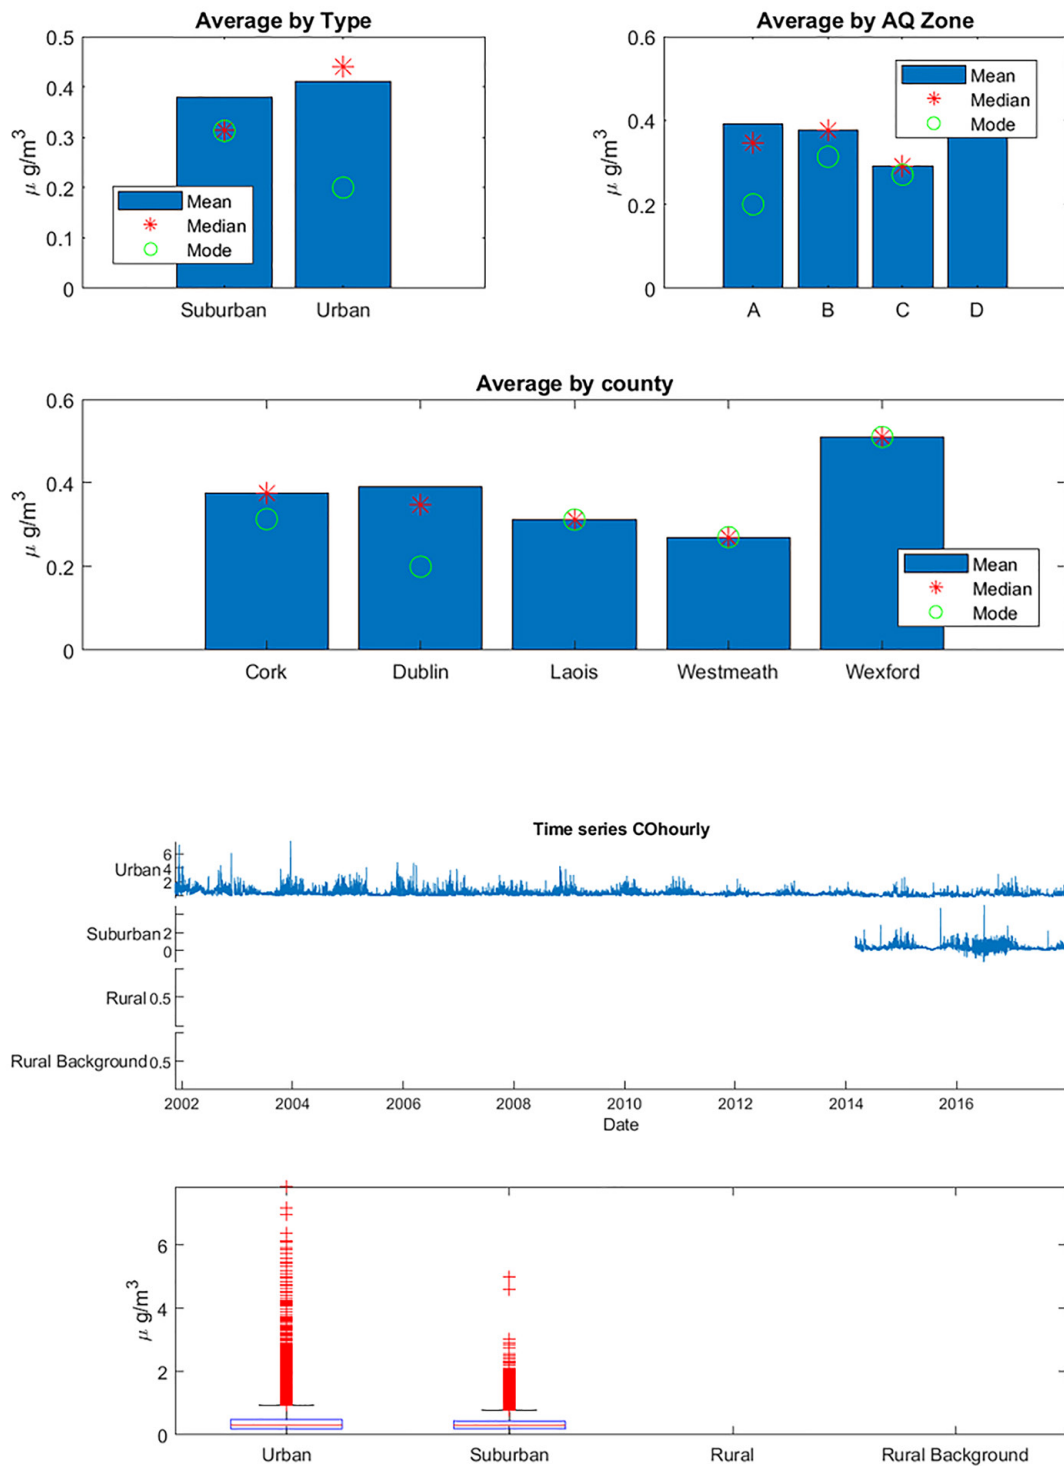 Average by Type
0.5
0.4
0.3
0.2
0.1
0
μ g/m3
Mean
Median
Mode
Suburban
Urban
Average by AQ Zone
0.6
0.4
0.2
0
μ g/m3
Mean
Median
Mode
A
B
C
D
Average by county
0.6
0.4
0.2
0
μ g/m3
Mean
Median
Mode
Cork
Dublin
Laois
Westmeath
Wexford
Time series COhourly
Urban
6
4
2
Suburban
2
0
Rural
0.5
Rural Background
0.5
2002
2004
2006
2008
2010
2012
2014
2016
Date
6
4
2
0
μ g/m3
Urban
Suburban
Rural
Rural Background